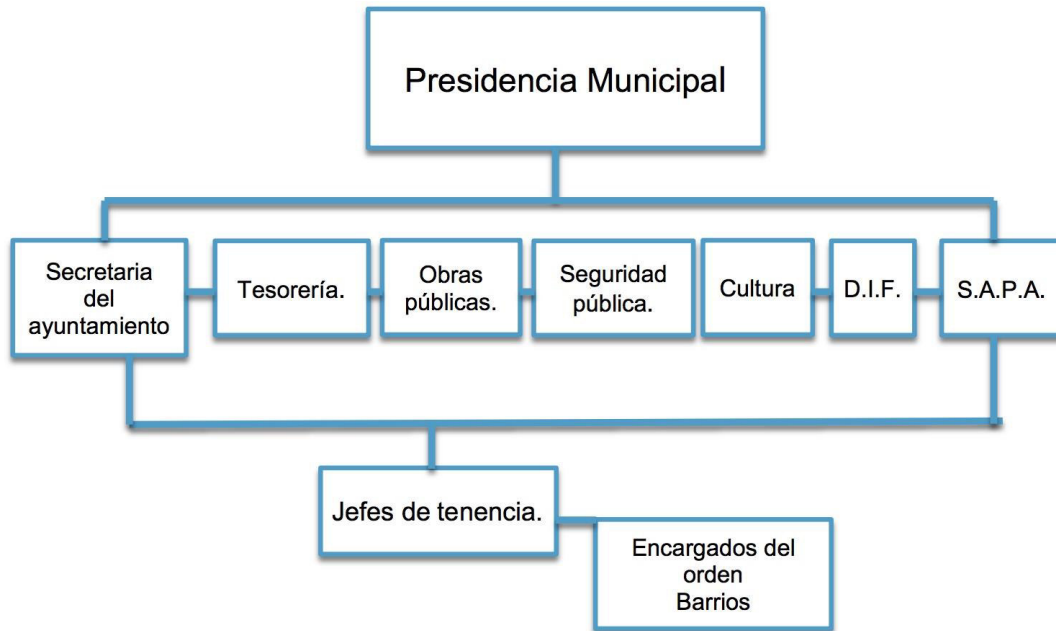 Presidencia Municipal
Secretaria
del
ayuntamiento
Tesorería.
Obras
públicas.
Seguridad
pública.
Cultura
D.I.F.
S.A.P.A.
Jefes de tenencia.
Encargados del
orden
Barrios